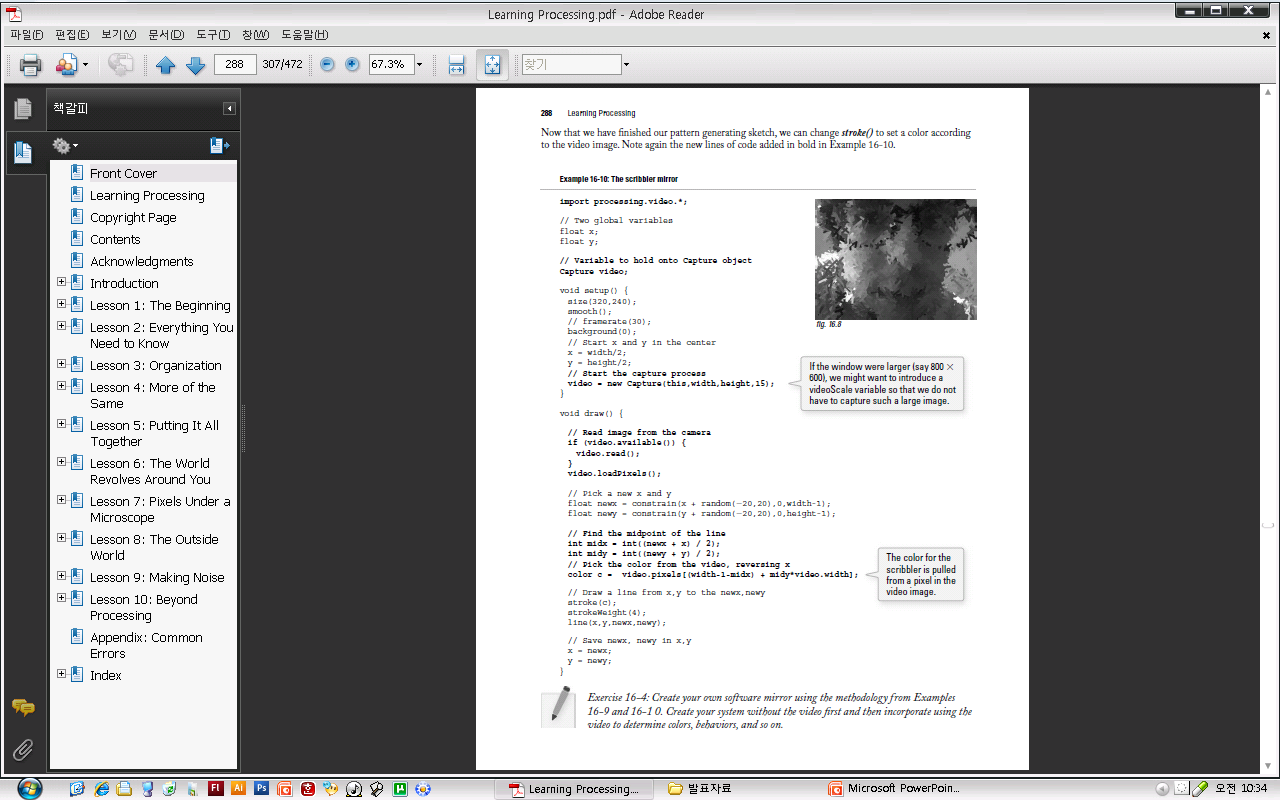 Learning Processing.pdf - Adobe Reader
파일(F) 편집(E) 보기(V) 문서(D) 도구(T) 창(W) 도움말(H)
288 307/472 67.3% 찾기
책갈피
Front Cover
Learning Processing
Copyright Page
Contents
Acknowledgments
Introduction
Lesson 1: The Beginning
Lesson 2: Everything You
Need to Know
Lesson 3: Organization
Lesson 4: More of the
Same
Lesson 5: Putting It All
Together
Lesson 6: The World
Revolves Around You
Lesson 7: Pixels Under a
Microscope
Lesson 8: The Outside
World
Lesson 9: Making Noise
Lesson 10: Beyond
Processing
Appendix: Common
Errors
Index
288 Learning Processing
Now that we have finished our pattern generating sketch, we can change stroke() to set a color according
to the video image. Note again the new lines of code added in bold in Example 16-10.
Example 16-10: The scribbler mirror
import processing.video.*;
// Two global variables
float x;
float y;
// Variable to hold onto Capture object
Capture video;
void setup() {
size(320,240);
smooth();
// framerate(30);
background(0);
// Start x and y in the center
x = width/2;
y = height/2;
// Start the capture process
video = new Capture(this,width,height,15);
}
fig. 16.8
If the window were larger (say 800 ×
600), we might want to introduce a
videoScale variable so that we do not
have to capture such a large image.
void draw() {
// Read image from the camera
if (video.available()) {
video.read();
}
video.loadPixels();
// Pick a new x and y
float newx = constrain(x + random(−20,20),0,width-1);
float newy = constrain(y + random(−20,20),0,height-1);
// Find the midpoint of the line
int midx = int((newx + x) / 2);
int midy = int((newy + y) / 2);
// Pick the color from the video, reversing x
color c = video.pixels[(width-1-midx) + midy*video.width];
The color for the
scribbler is pulled
from a pixel in the
video image.
// Draw a line from x,y to the newx,newy
stroke(c);
strokeWeight(4);
line(x,y,newx,newy);
// Save newx, newy in x,y
x = newx;
y = newy;
}
Exercise 16-4: Create your own software mirror using the methodology from Examples
16-9 and 16-1 0. Create your system without the video first and then incorporate using the
video to determine colors, behaviors, and so on.
Fl Ai Ps Learning Processing.... 발표자료 Microsoft PowerPoin... 오전 10:34